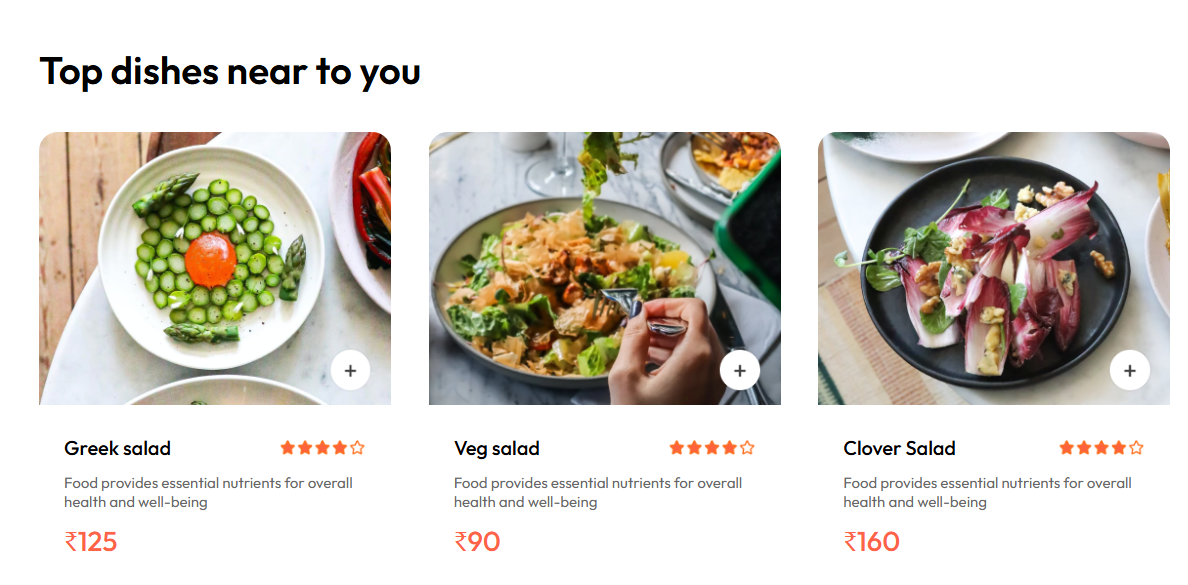 Top dishes near to you
Greek salad
Food provides essential nutrients for overall
health and well-being
₹125
Veg salad
Food provides essential nutrients for overall
health and well-being
₹90
Clover Salad
Food provides essential nutrients for overall
health and well-being
₹160